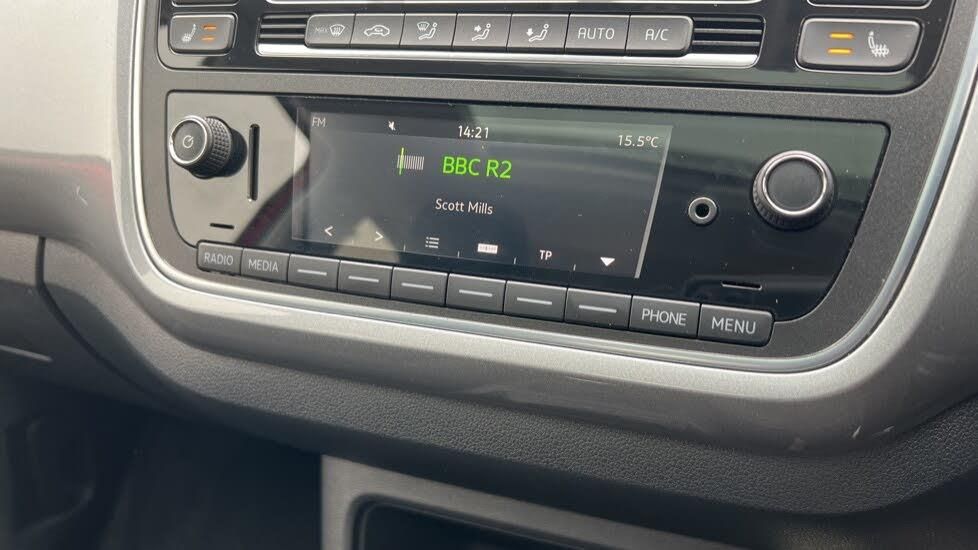 MAX
AUTO
A/C
FM
14:21
15.5°C
BBC R2
Scott Mills
< >
TP
RADIO
MEDIA
PHONE
MENU